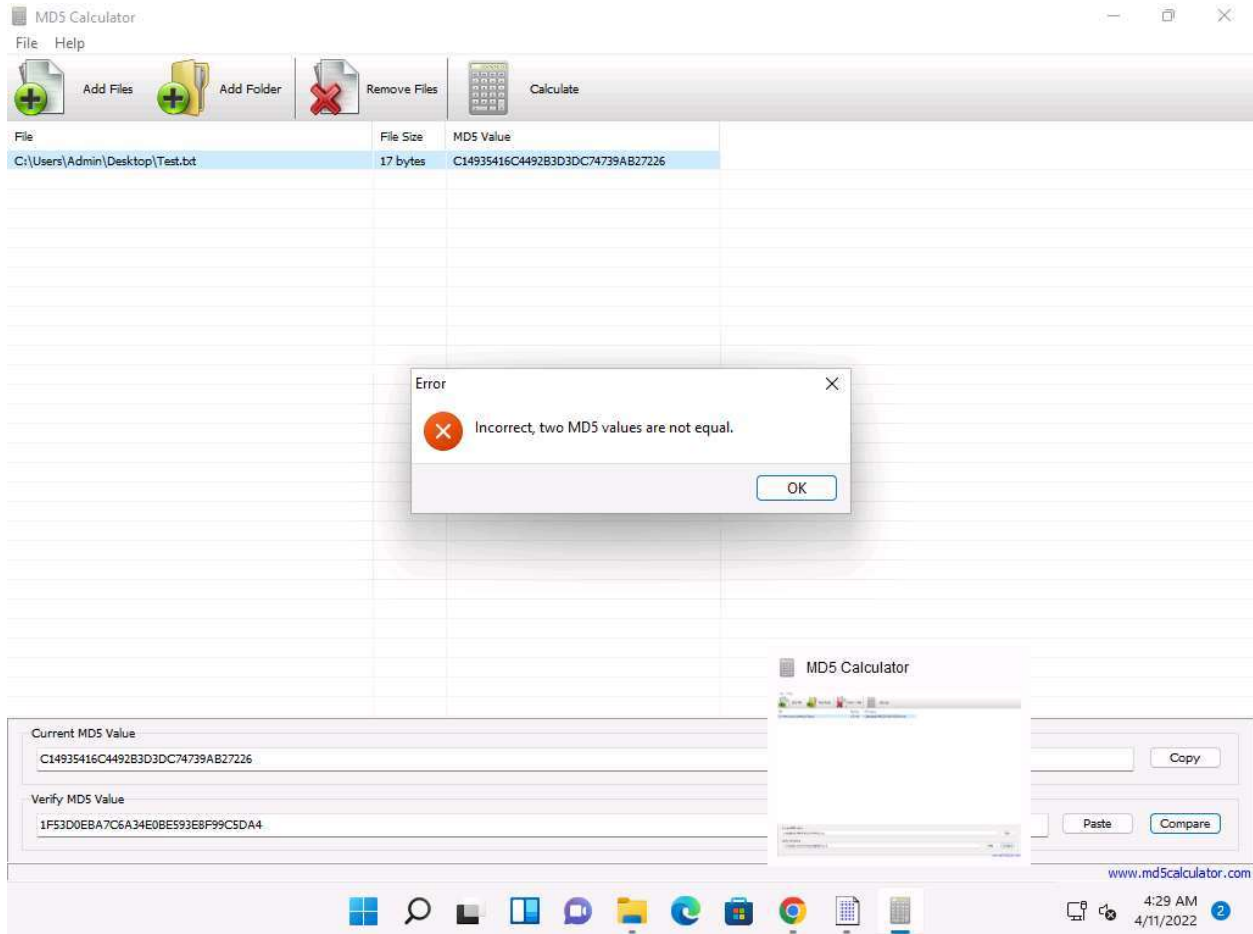 MD5 Calculator
File Help
Add Files Add Folder Remove Files Calculate
File File Size MD5 Value
C:\Users\Admin\Desktop\Test.txt 17 bytes C14935416C4492B3D3DC74739AB27226
Error
Incorrect, two MD5 values are not equal.
OK
MD5 Calculator
Current MD5 Value
C14935416C4492B3D3DC74739AB27226 Copy
Verify MD5 Value
1F53D0EBA7C6A34E0BE593E8F99C5DA4 Paste Compare
www.md5calculator.com
4:29 AM
4/11/2022 2